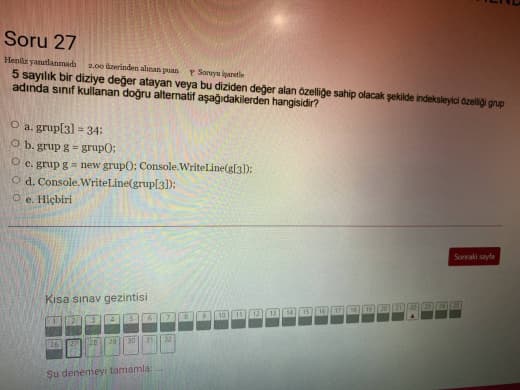 Soru 27
Henüz yanıtlanmadı 2,00 üzerinden alınan puan Soruyu işaretle
5 sayılık bir diziye değer atayan veya bu diziden değer alan özelliğe sahip olacak şekilde indeksleyici özelliği grup
adında sınıf kullanan doğru alternatif aşağıdakilerden hangisidir?
a. grup[3] = 34;
b. grup g = grup();
c. grup g = new grup(); Console.WriteLine(g[3]);
d. Console.WriteLine(grup[3]);
e. Hiçbiri
Sonraki sayfa
Kısa sınav gezintisi
1 2 3 4 5 6 7 8 9 10 11 12 13 14 15 16 17 18 19 20 21
26 27 28 29 30 31 32
Şu denemeyi tamamla: ...